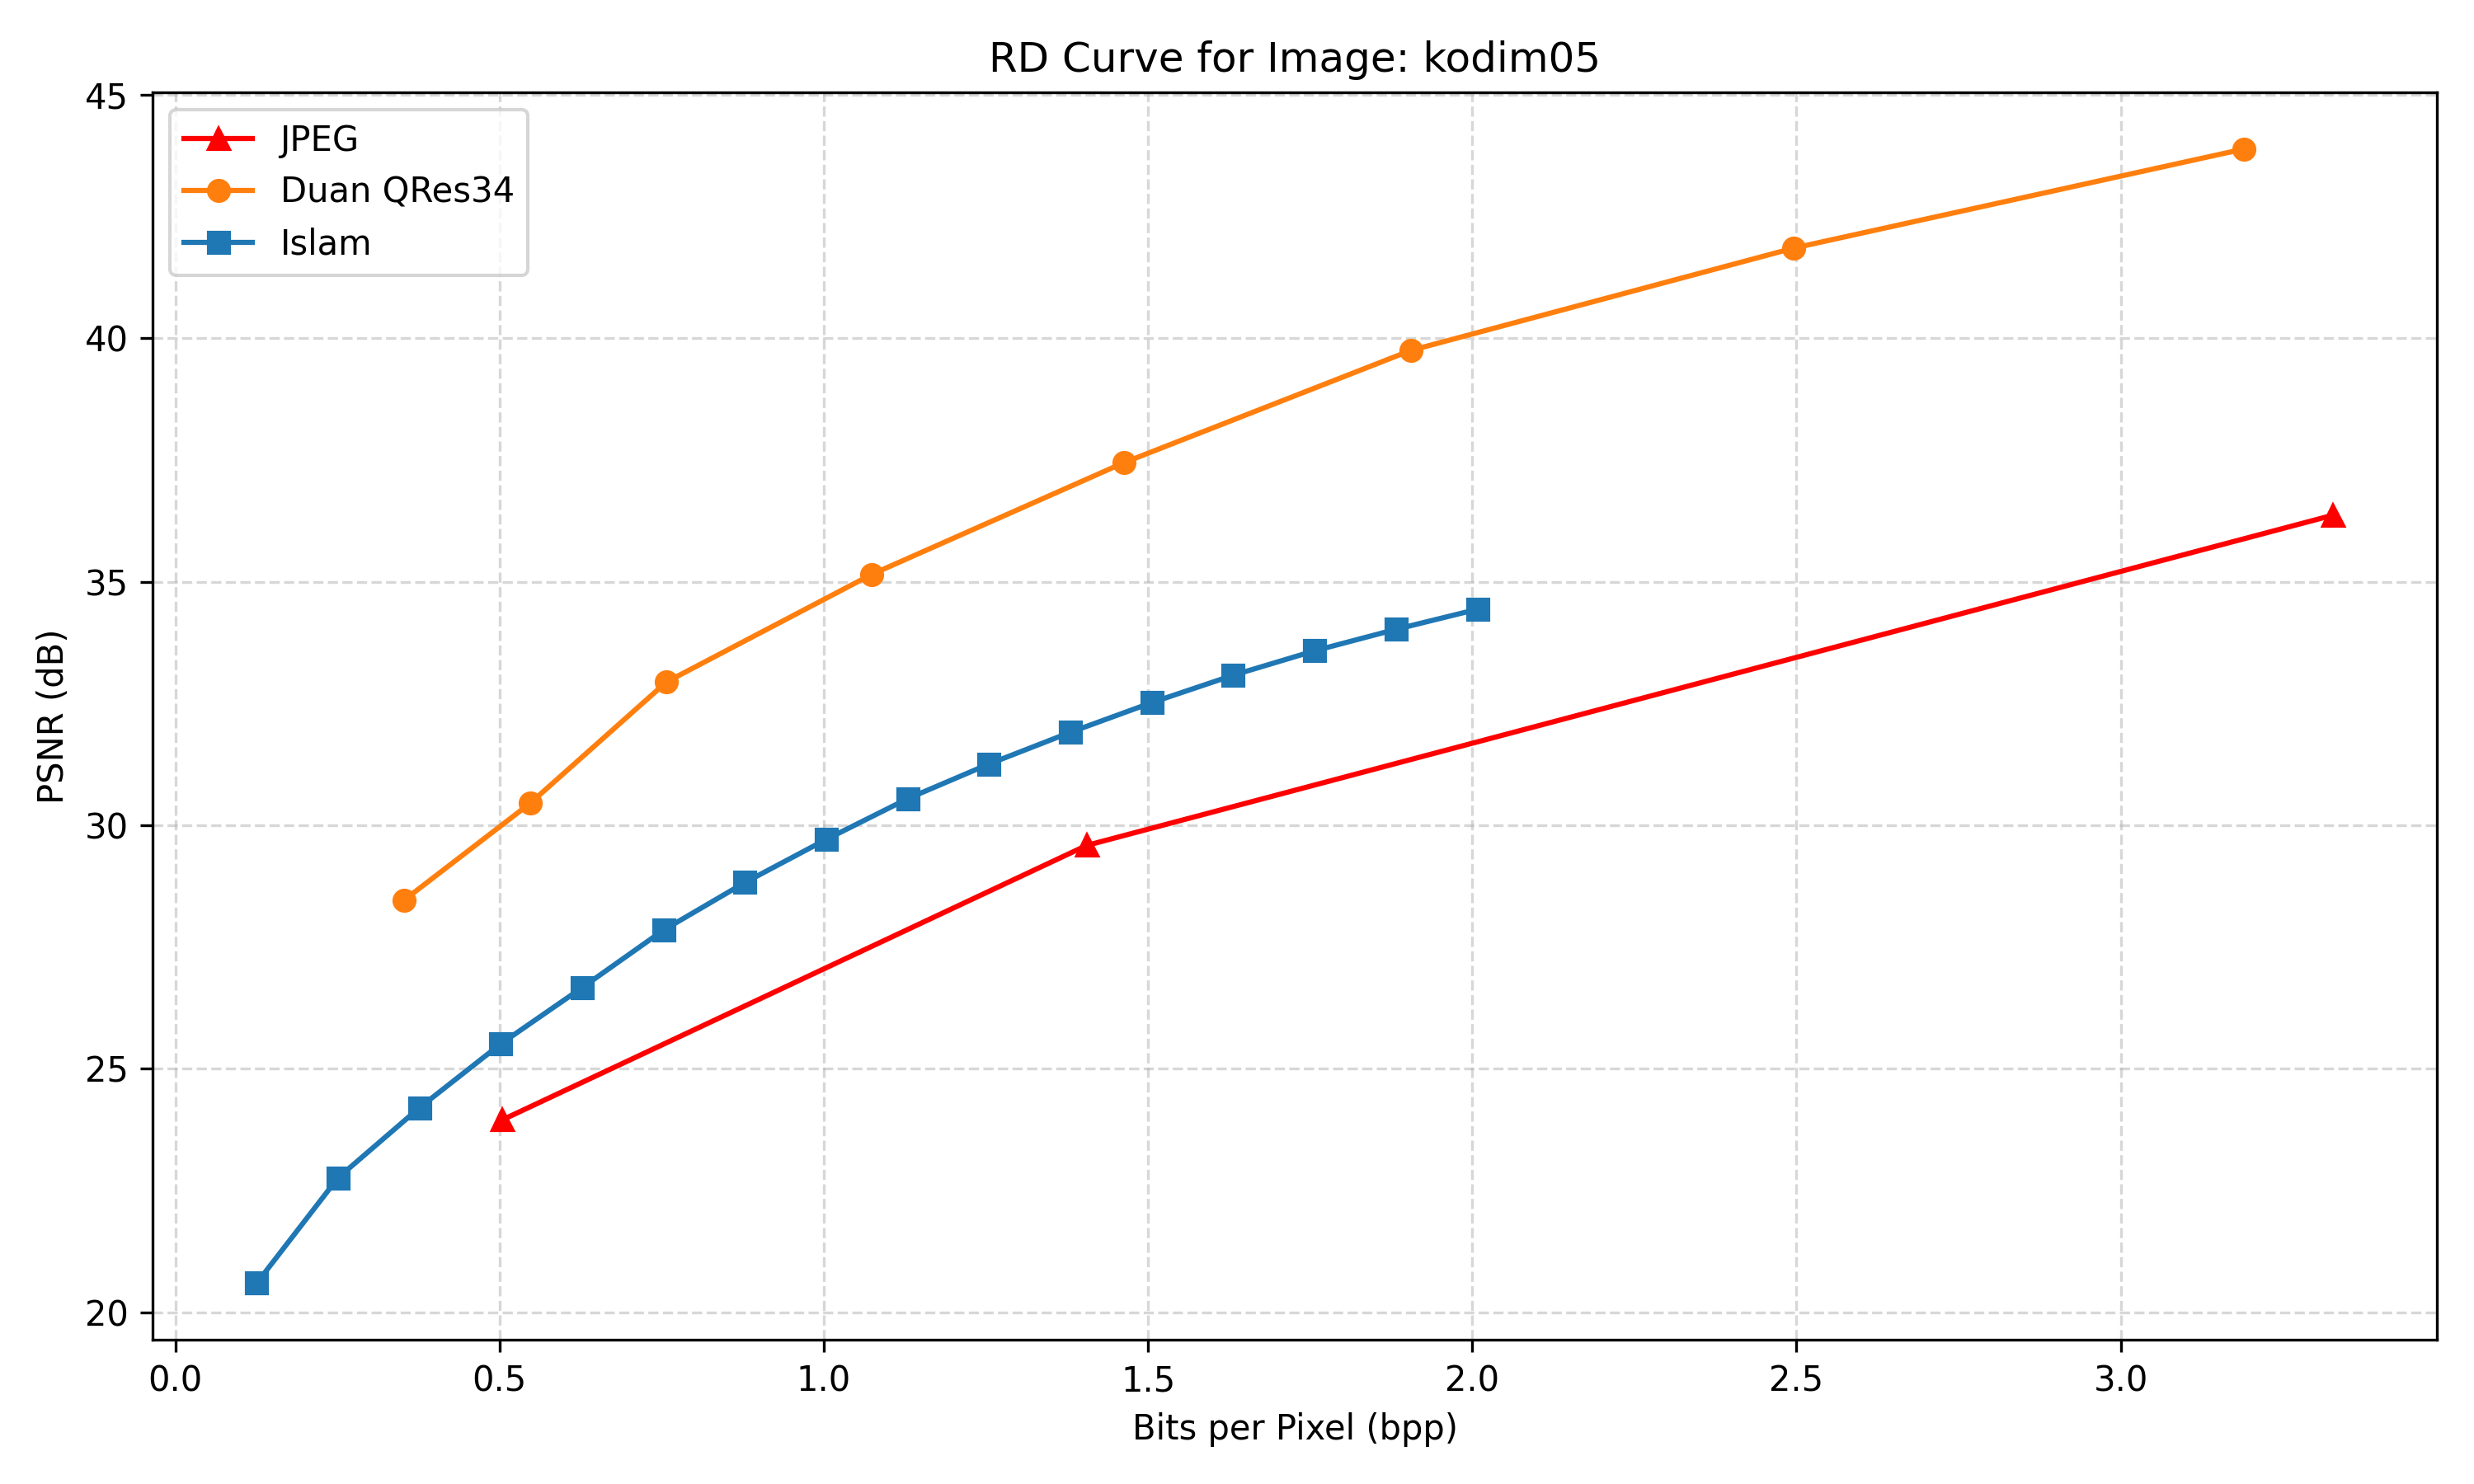 RD Curve for Image: kodim05
45
40
35
30
25
20
PSNR (dB)
JPEG
Duan QRes34
Islam
0.0 0.5 1.0 1.5 2.0 2.5 3.0
Bits per Pixel (bpp)